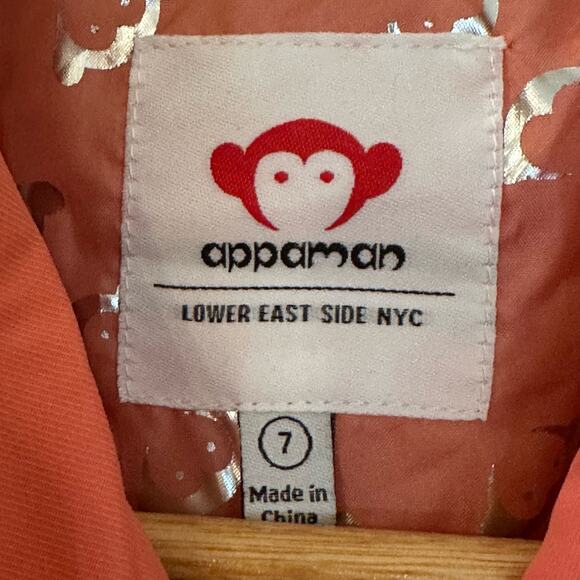 appaman
LOWER EAST SIDE NYC
7
Made in
China